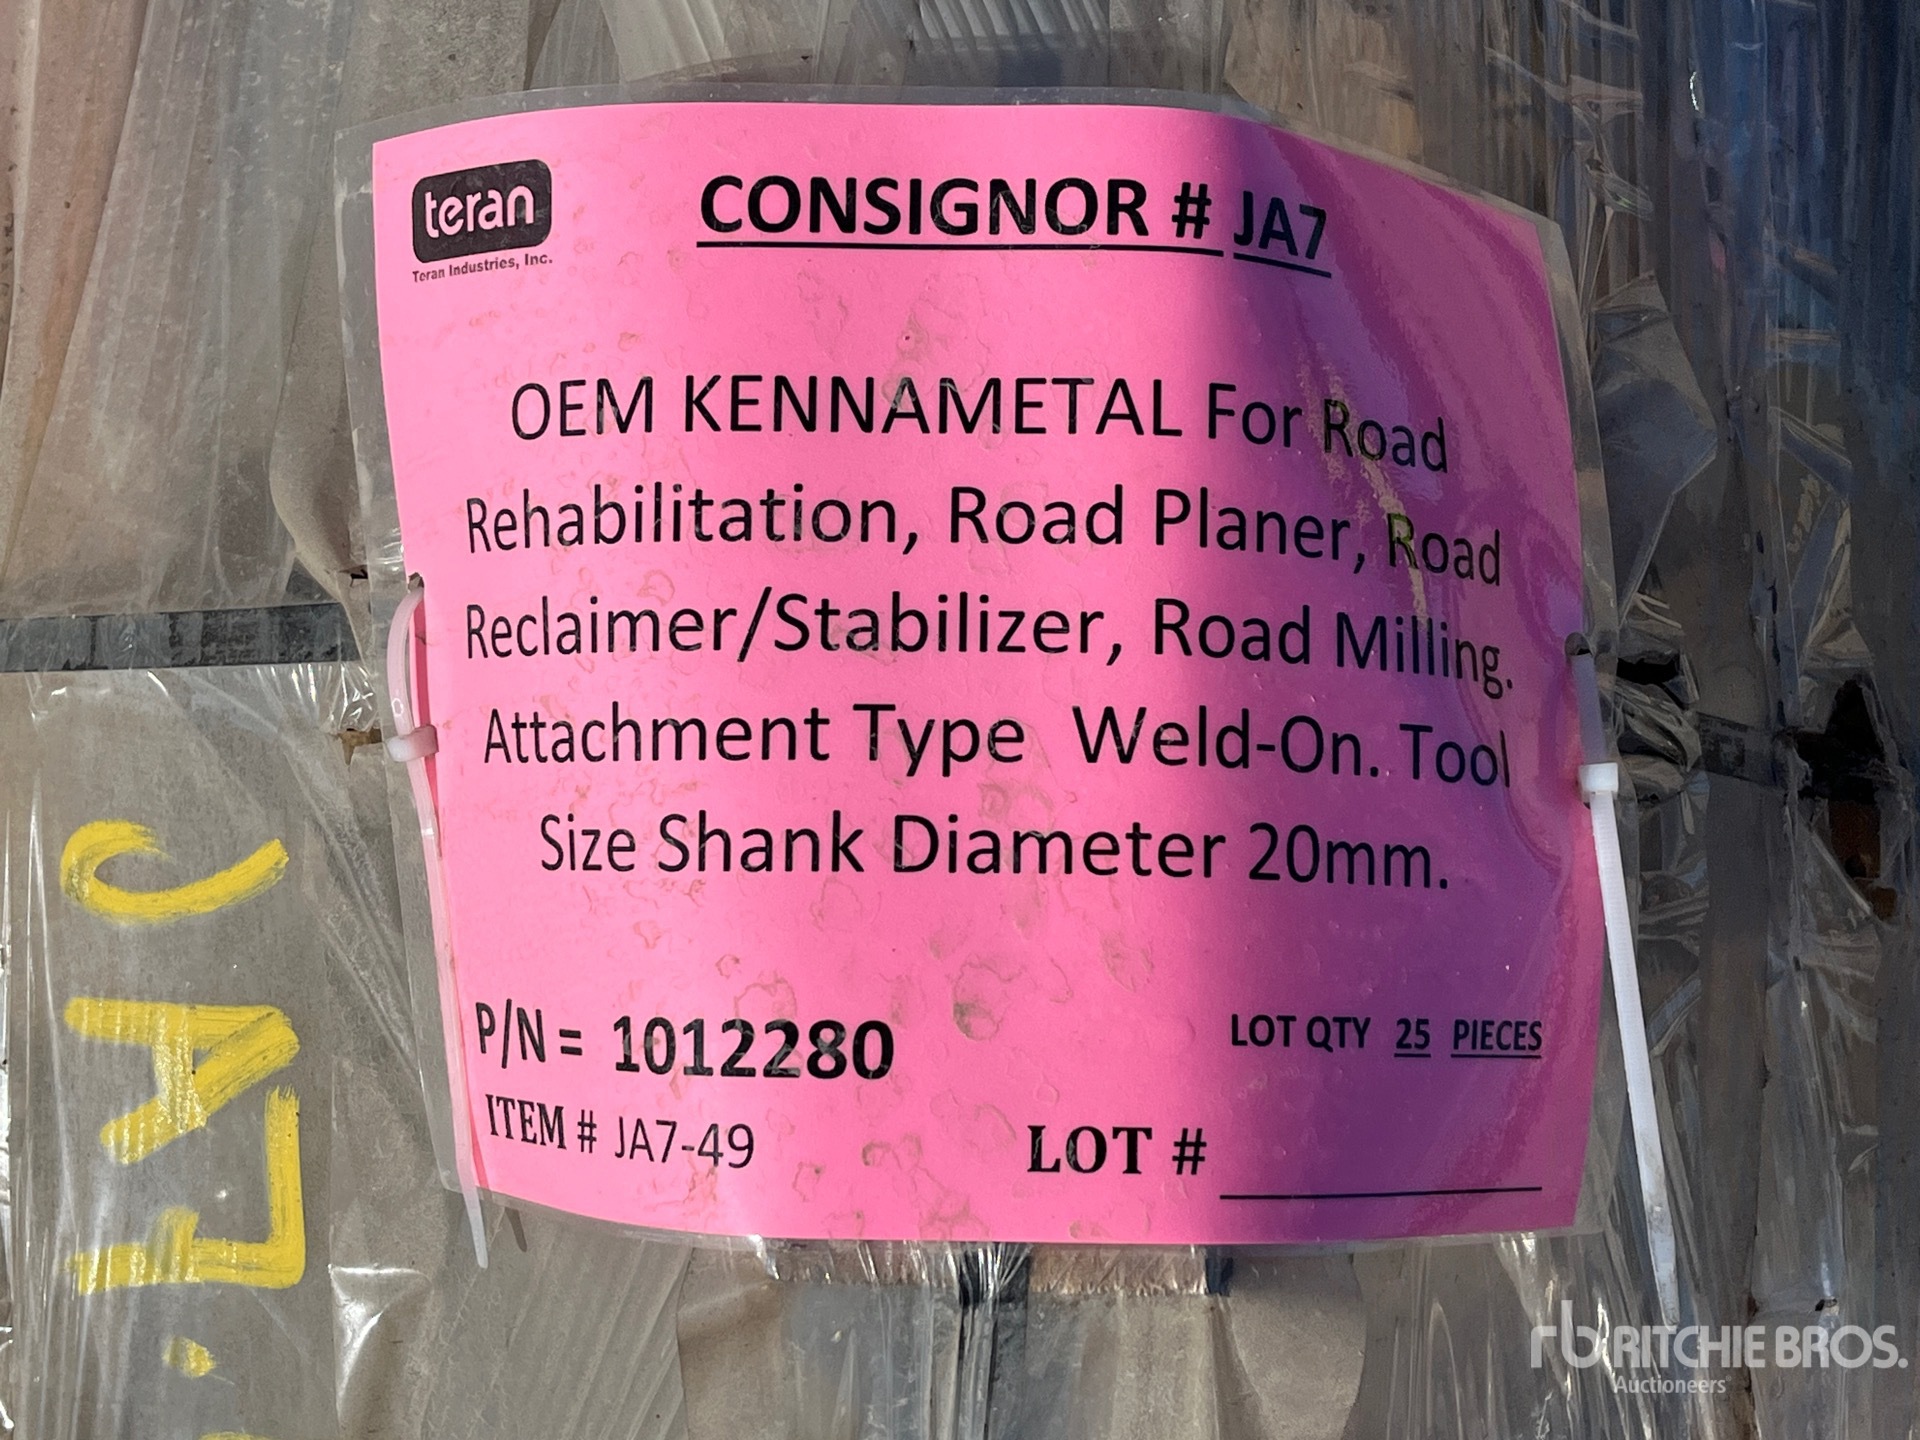 teran
Teran Industries, Inc.
CONSIGNOR # JA7
OEM KENNAMETAL For Road
Rehabilitation, Road Planer, Road
Reclaimer/Stabilizer, Road Milling.
Attachment Type  Weld-On. Tool
Size Shank Diameter 20mm.
P/N = 1012280
LOT QTY 25 PIECES
ITEM # JA7-49
LOT #
JA7
rb RITCHIE BROS.
Auctioneers